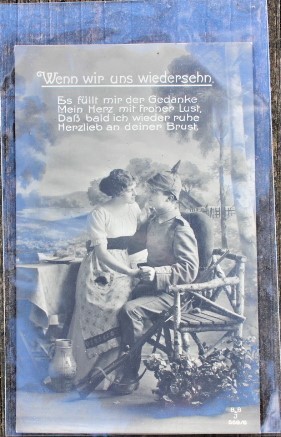 Wenn wir uns wiedersehn.
Es füllt mir der Gedanke
Mein Herz mit froher Lust,
Daß bald ich wieder ruhe
Herzlieb an deiner Brust.